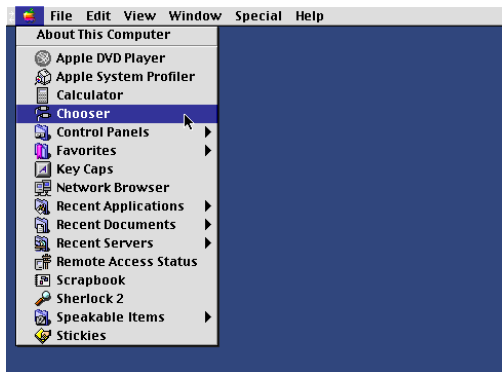 File Edit View Window Special Help
About This Computer
Apple DVD Player
Apple System Profiler
Calculator
Chooser
Control Panels
Favorites
Key Caps
Network Browser
Recent Applications
Recent Documents
Recent Servers
Remote Access Status
Scrapbook
Sherlock 2
Speakable Items
Stickies